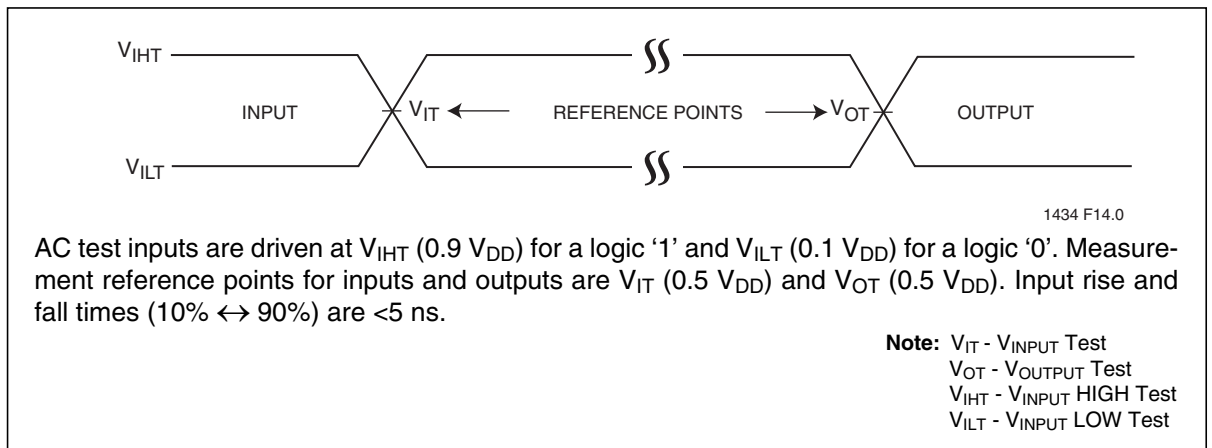 VIHT
INPUT
VIT
REFERENCE POINTS
VOT
OUTPUT
VILT
1434 F14.0
AC test inputs are driven at VIHT (0.9 VDD) for a logic ‘1’ and VILT (0.1 VDD) for a logic ‘0’. Measure-
ment reference points for inputs and outputs are VIT (0.5 VDD) and VOT (0.5 VDD). Input rise and
fall times (10% ↔ 90%) are <5 ns.
Note: VIT - VINPUT Test
VOT - VOUTPUT Test
VIHT - VINPUT HIGH Test
VILT - VINPUT LOW Test